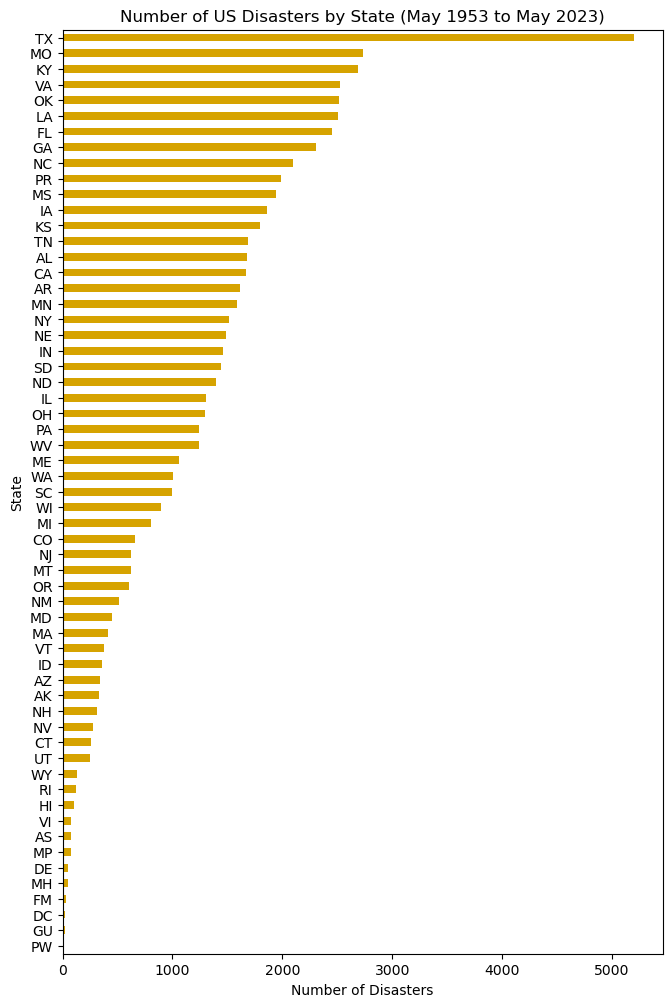 Number of US Disasters by State (May 1953 to May 2023)
TX
MO
KY
VA
OK
LA
FL
GA
NC
PR
MS
IA
KS
TN
AL
CA
AR
MN
NY
NE
IN
SD
ND
IL
OH
PA
WV
ME
WA
SC
WI
MI
CO
NJ
MT
OR
NM
MD
MA
VT
ID
AZ
AK
NH
NV
CT
UT
WY
RI
HI
VI
AS
MP
DE
MH
FM
DC
GU
PW
State
0 1000 2000 3000 4000 5000
Number of Disasters